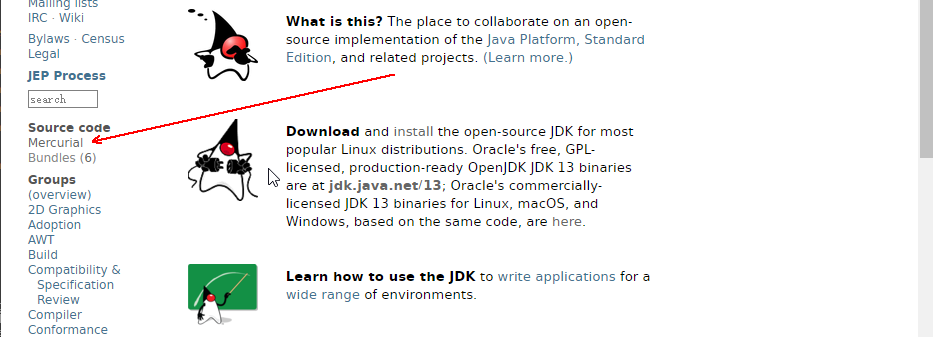 Mailing lists
IRC · Wiki
Bylaws · Census
Legal
JEP Process
search
Source code
Mercurial
Bundles (6)
Groups
(overview)
2D Graphics
Adoption
AWT
Build
Compatibility &
Specification
Review
Compiler
Conformance
What is this? The place to collaborate on an open-
source implementation of the Java Platform, Standard
Edition, and related projects. (Learn more.)
Download and install the open-source JDK for most
popular Linux distributions. Oracle's free, GPL-
licensed, production-ready OpenJDK JDK 13 binaries
are at jdk.java.net/13; Oracle's commercially-
licensed JDK 13 binaries for Linux, macOS, and
Windows, based on the same code, are here.
Learn how to use the JDK to write applications for a
wide range of environments.